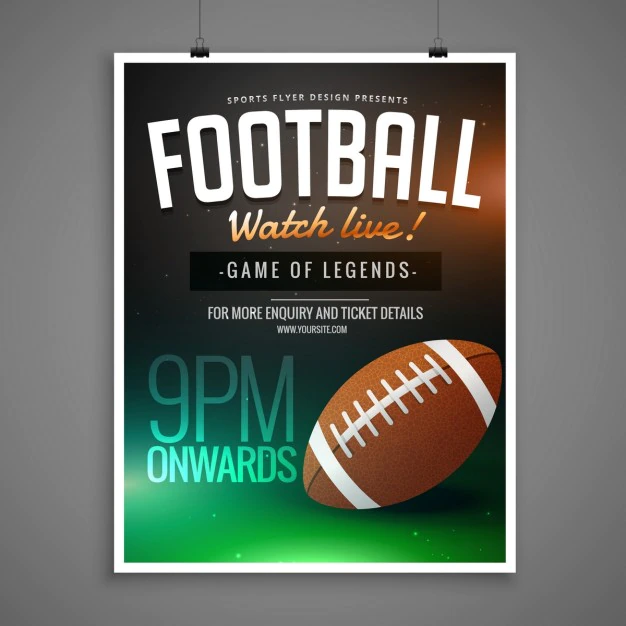 SPORTS FLYER DESIGN PRESENTS
FOOTBALL
Watch live!
-GAME OF LEGENDS-
FOR MORE ENQUIRY AND TICKET DETAILS
WWW.YOURSITE.COM
9PM
ONWARDS